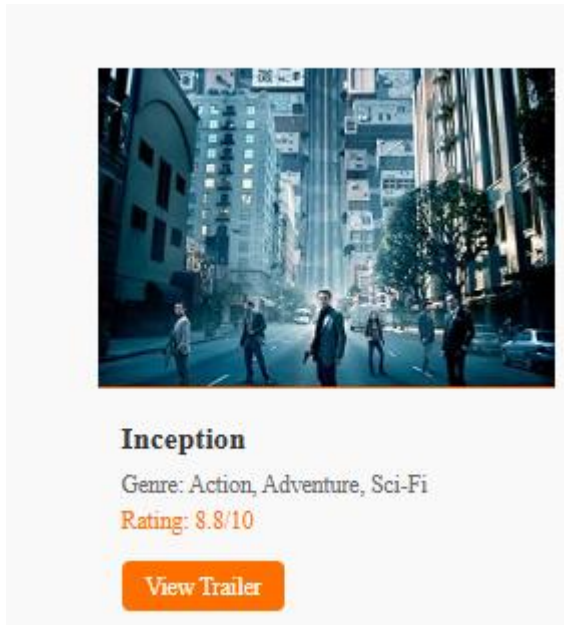 Inception
Genre: Action, Adventure, Sci-Fi
Rating: 8.8/10
View Trailer